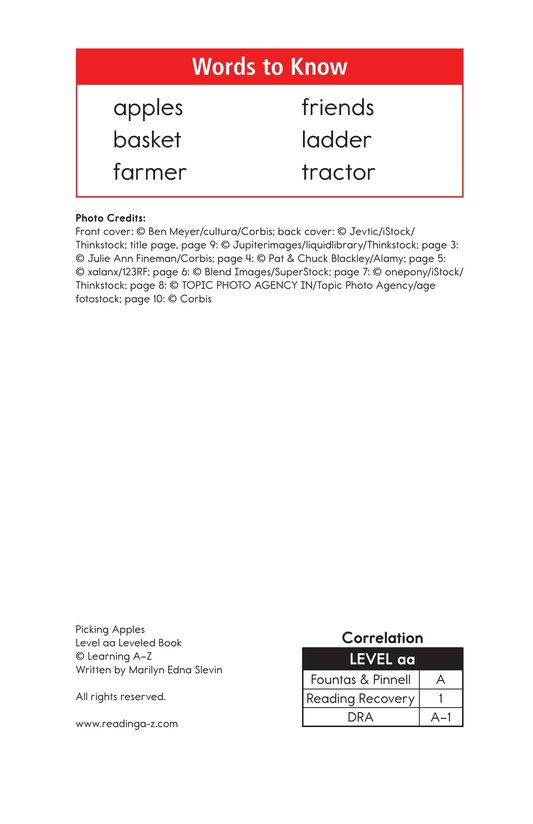 Words to Know
apples friends
basket ladder
farmer tractor
Photo Credits:
Front cover: © Ben Meyer/cultura/Corbis; back cover: © Jevtic/iStock/
Thinkstock; title page, page 9: © Jupiterimages/liquidlibrary/Thinkstock; page 3:
© Julie Ann Fineman/Corbis; page 4: © Pat & Chuck Blackley/Alamy; page 5:
© xalanx/123RF; page 6: © Blend Images/SuperStock; page 7: © onepony/iStock/
Thinkstock; page 8: © TOPIC PHOTO AGENCY IN/Topic Photo Agency/age
fotostock; page 10: © Corbis
Picking Apples
Level aa Leveled Book
© Learning A–Z
Written by Marilyn Edna Slevin
All rights reserved.
www.readinga-z.com
Correlation
LEVEL aa
Fountas & Pinnell A
Reading Recovery 1
DRA A–1